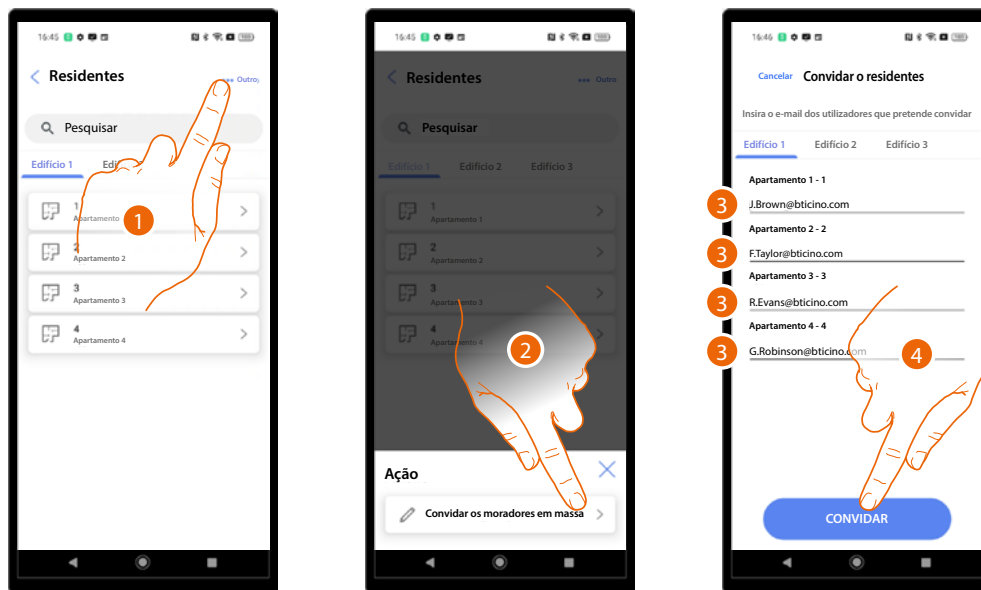 16:45
Residentes
Outro
Pesquisar
Edifício 1
1
Apartamento
1
2
Apartamento 2
3
Apartamento 3
4
Apartamento 4
16:45
Residentes
Outro
Pesquisar
Edifício 1 Edifício 2 Edifício 3
1
Apartamento 1
2
Apartamento 2
3
Apartamento 3
4
Apartamento 4
2
Ação
Convidar os moradores em massa
16:46
Cancelar Convidar o residentes
Insira o e-mail dos utilizadores que pretende convidar
Edifício 1 Edifício 2 Edifício 3
Apartamento 1 - 1
3 J.Brown@bticino.com
Apartamento 2 - 2
3 F.Taylor@bticino.com
Apartamento 3 - 3
3 R.Evans@bticino.com
Apartamento 4 - 4
3 G.Robinson@bticino.com
4
CONVIDAR